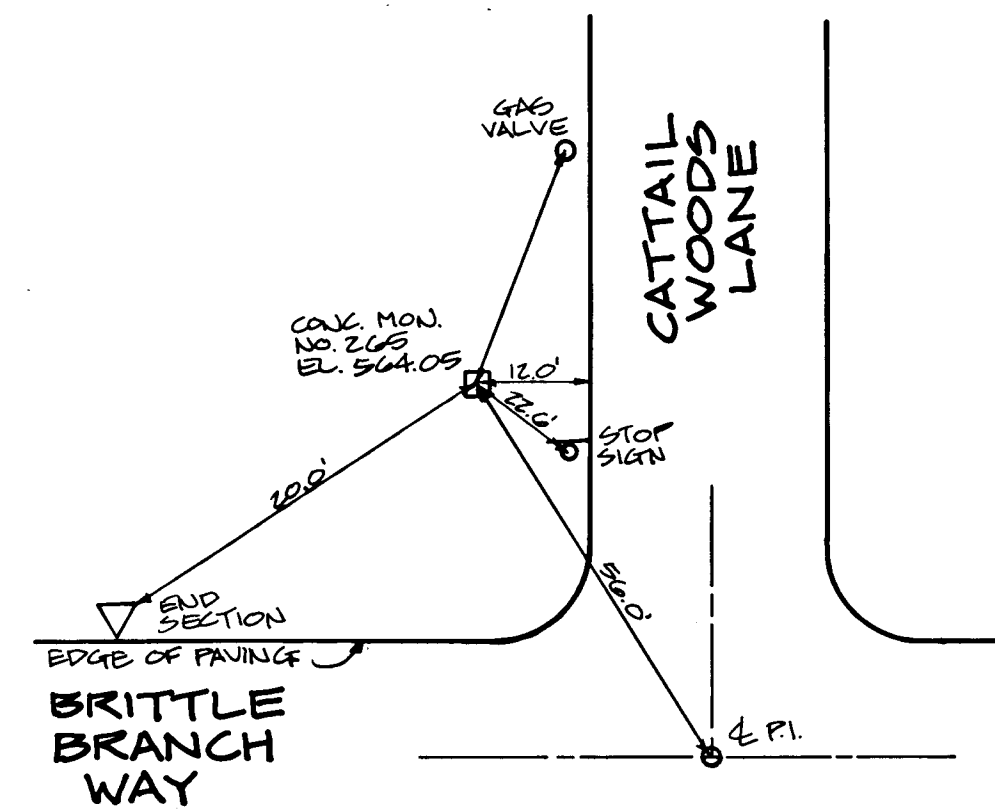 GAS
VALVE
CATTAIL
WOODS
LANE
CONC. MON.
NO. 265
EL. 564.05
12.0'
22.6'
STOP
SIGN
20.0'
56.0'
END
SECTION
EDGE OF PAVING
BRITTLE
BRANCH
WAY
℄ P.I.